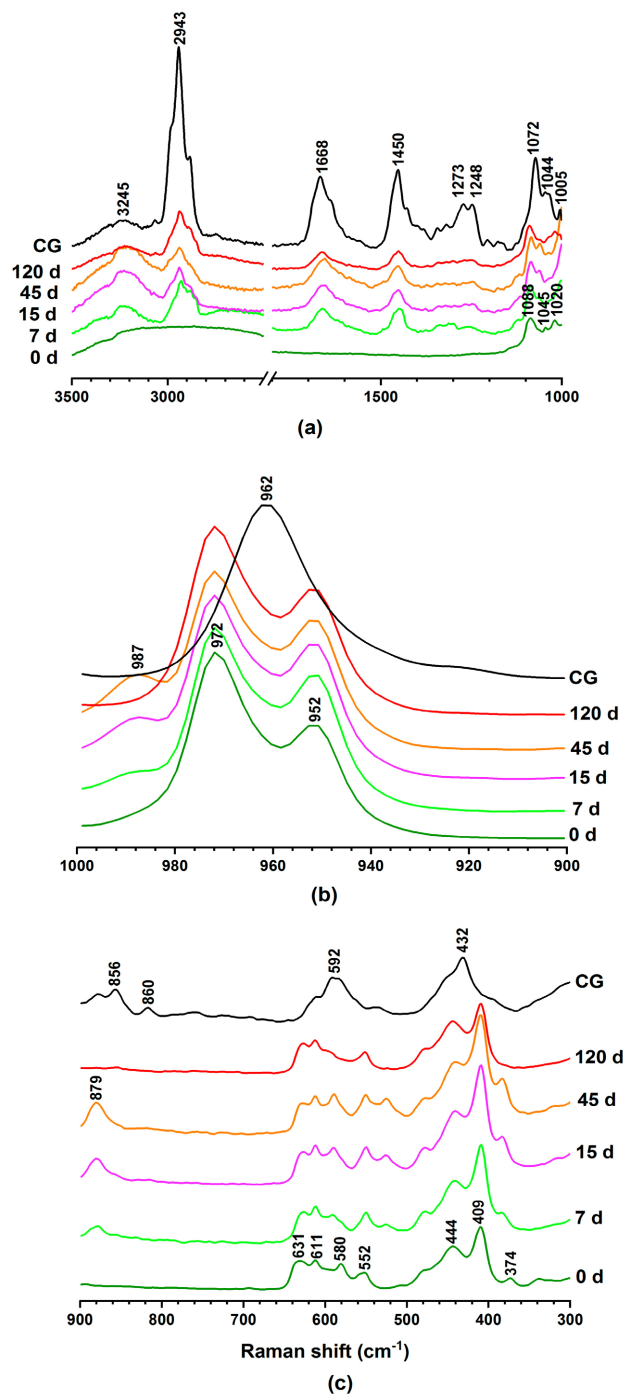 2943
3245
1668
1450
1273
1248
1072
1044
1005
CG
120 d
45 d
15 d
7 d
0 d
1088
1045
1020
3500 3000 1500 1000
(a)
962
987
972
952
CG
120 d
45 d
15 d
7 d
0 d
1000 980 960 940 920 900
(b)
856
860
592
432
CG
120 d
879
45 d
15 d
7 d
631
611
580
552
444
409
374
0 d
900 800 700 600 500 400 300
Raman shift (cm⁻¹)
(c)